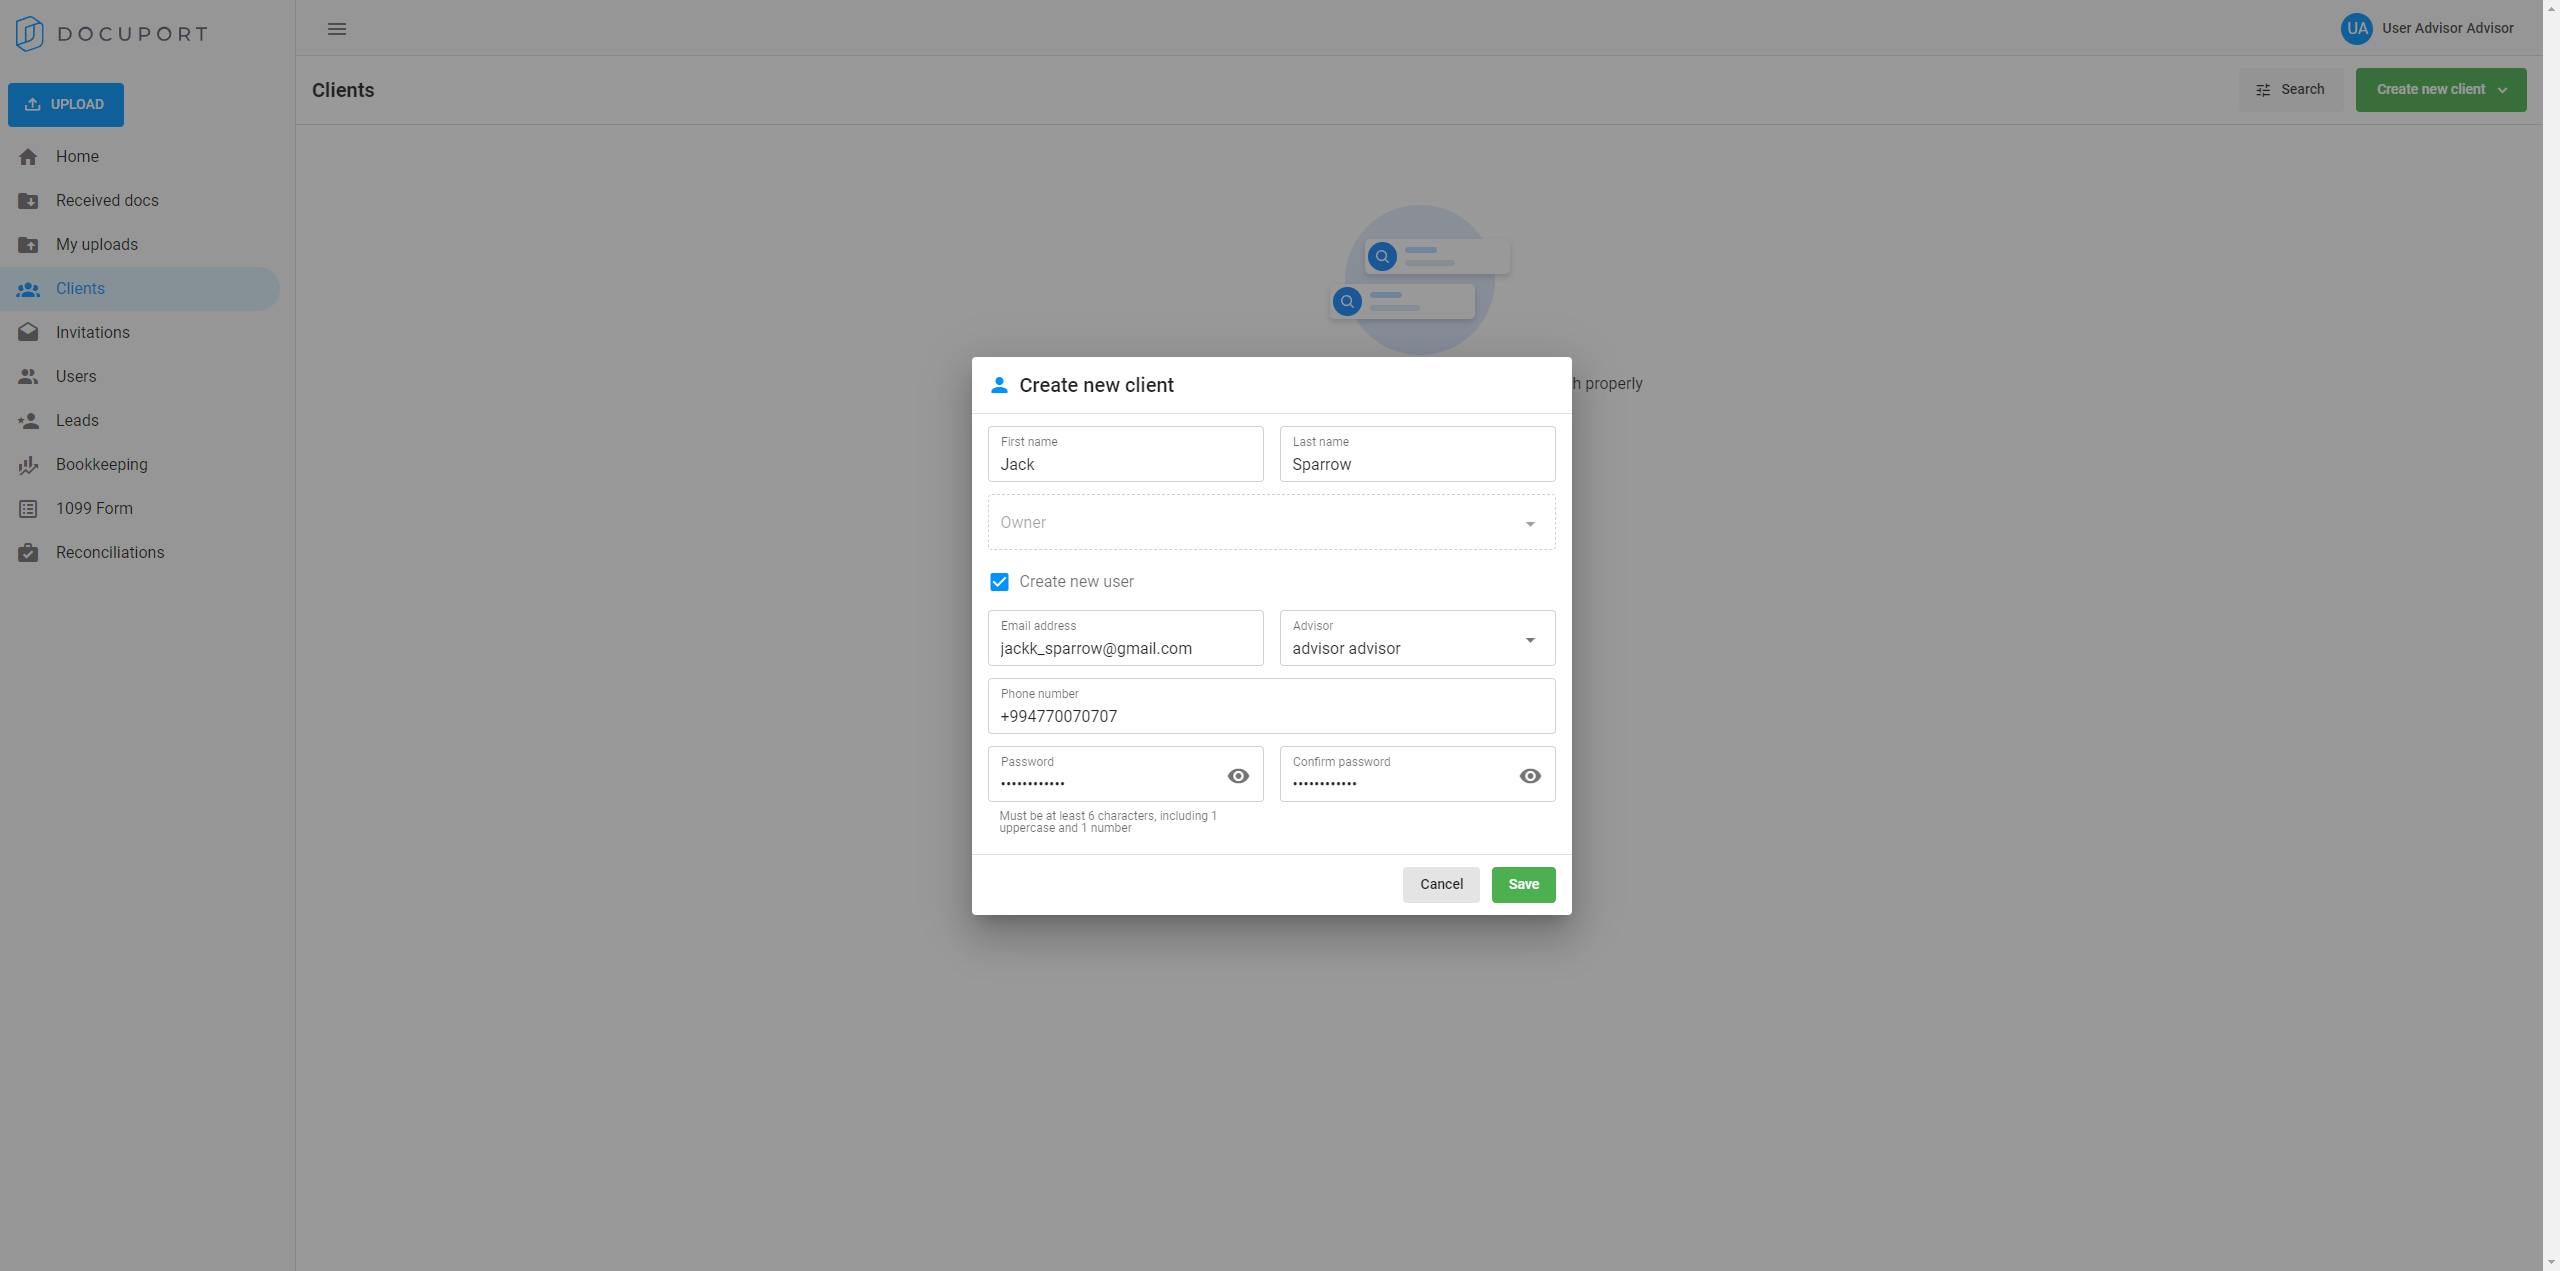 DOCUPORT
UA User Advisor Advisor
UPLOAD
Clients
Search
Create new client
Home
Received docs
My uploads
Clients
Invitations
Users
Leads
Bookkeeping
1099 Form
Reconciliations
h properly
Create new client
First name
Jack
Last name
Sparrow
Owner
Create new user
Email address
jackk_sparrow@gmail.com
Advisor
advisor advisor
Phone number
+994770070707
Password
••••••••••••
Confirm password
••••••••••••
Must be at least 6 characters, including 1
uppercase and 1 number
Cancel
Save